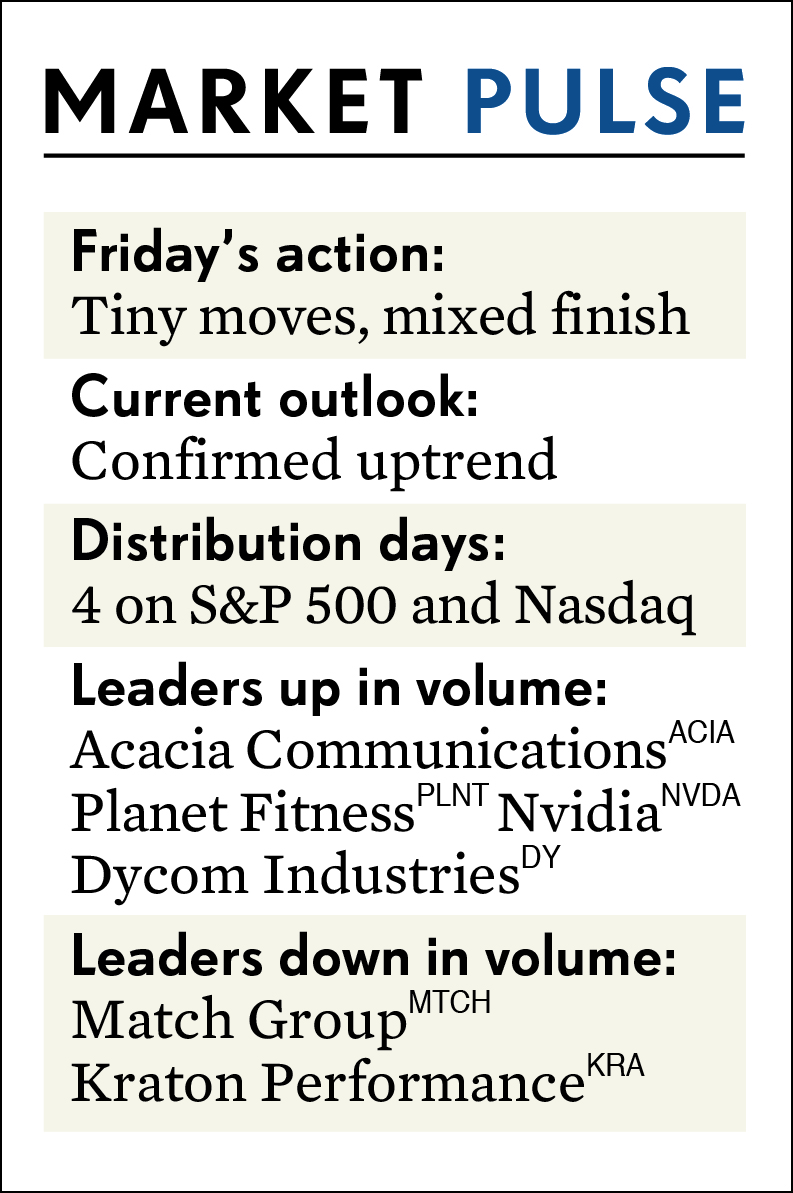 MARKET PULSE
Friday’s action:
Tiny moves, mixed finish
Current outlook:
Confirmed uptrend
Distribution days:
4 on S&P 500 and Nasdaq
Leaders up in volume:
Acacia Communications ACIA
Planet Fitness PLNT Nvidia NVDA
Dycom Industries DY
Leaders down in volume:
Match Group MTCH
Kraton Performance KRA